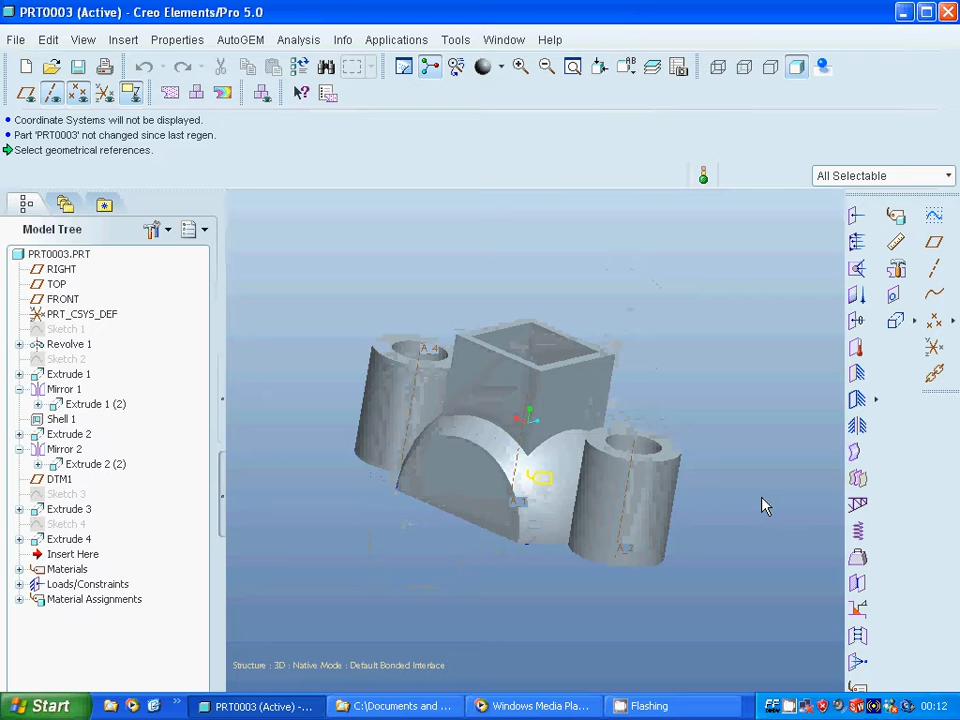 PRT0003 (Active) - Creo Elements/Pro 5.0
File Edit View Insert Properties AutoGEM Analysis Info Applications Tools Window Help
Coordinate Systems will not be displayed.
Part 'PRT0003' not changed since last regen.
Select geometrical references.
All Selectable
Model Tree
PRT0003.PRT
RIGHT
TOP
FRONT
PRT_CSYS_DEF
Sketch 1
Revolve 1
Sketch 2
Extrude 1
Mirror 1
Extrude 1 (2)
Shell 1
Extrude 2
Mirror 2
Extrude 2 (2)
DTM1
Sketch 3
Extrude 3
Sketch 4
Extrude 4
Insert Here
Materials
Loads/Constraints
Material Assignments
A_4
A_2
Structure : 3D : Native Mode : Default Bonded Interface
Start
PRT0003 (Active) -...
C:\Documents and ...
Windows Media Pla...
Flashing
00:12